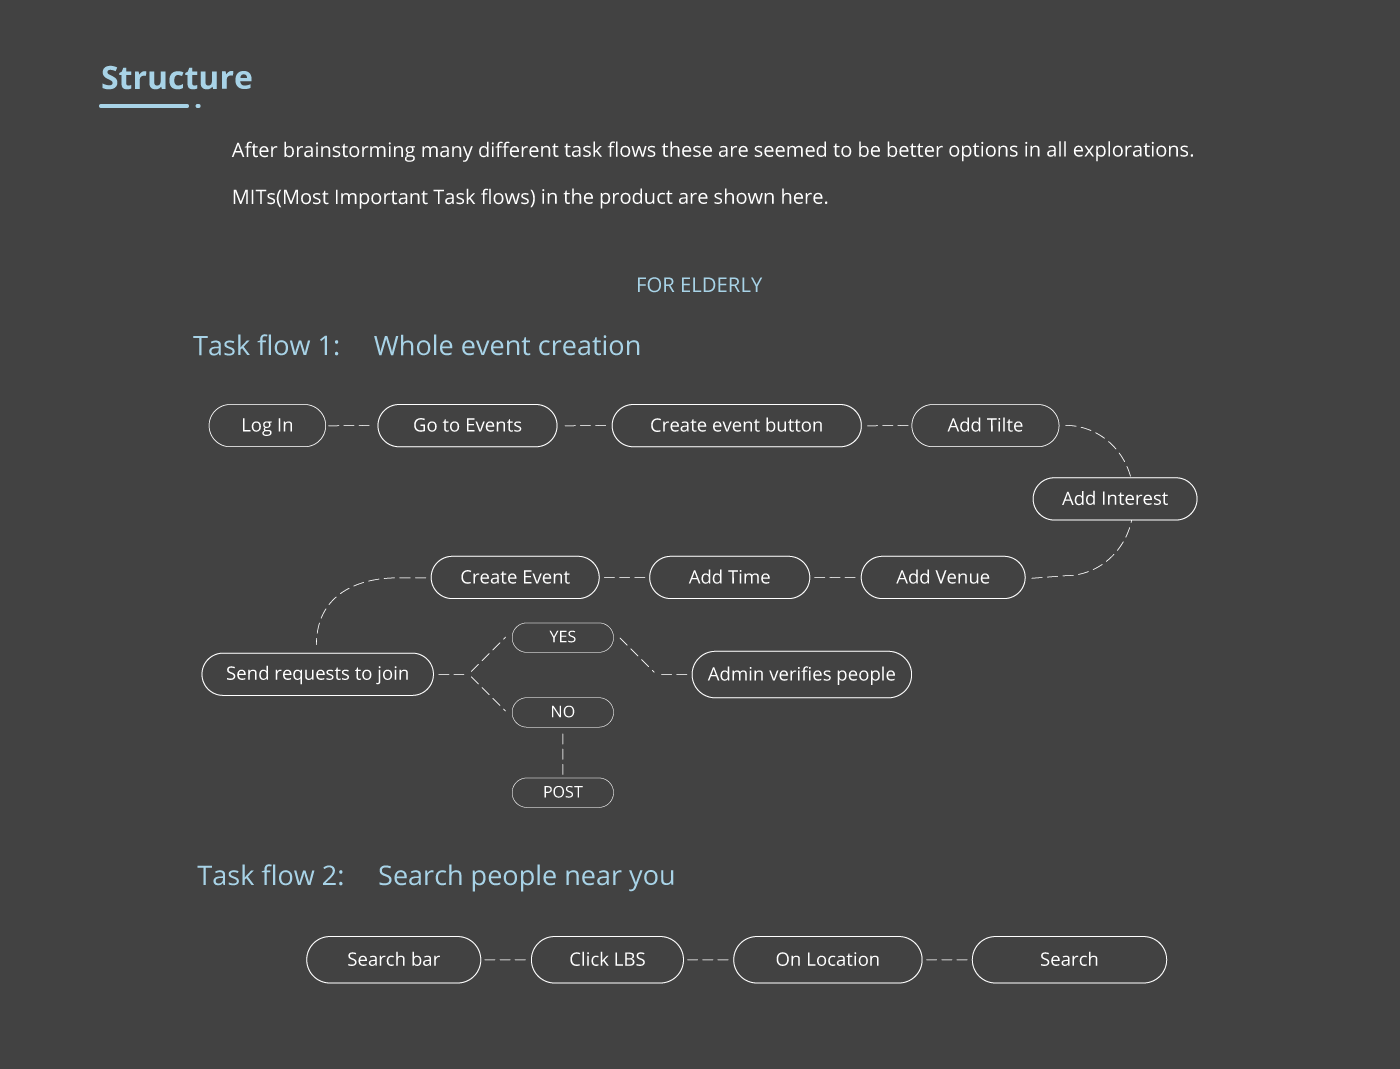 Structure
After brainstorming many different task flows these are seemed to be better options in all explorations.
MITs(Most Important Task flows) in the product are shown here.
FOR ELDERLY
Task flow 1: Whole event creation
Log In
Go to Events
Create event button
Add Tilte
Add Interest
Add Venue
Add Time
Create Event
Send requests to join
YES
Admin verifies people
NO
POST
Task flow 2: Search people near you
Search bar
Click LBS
On Location
Search